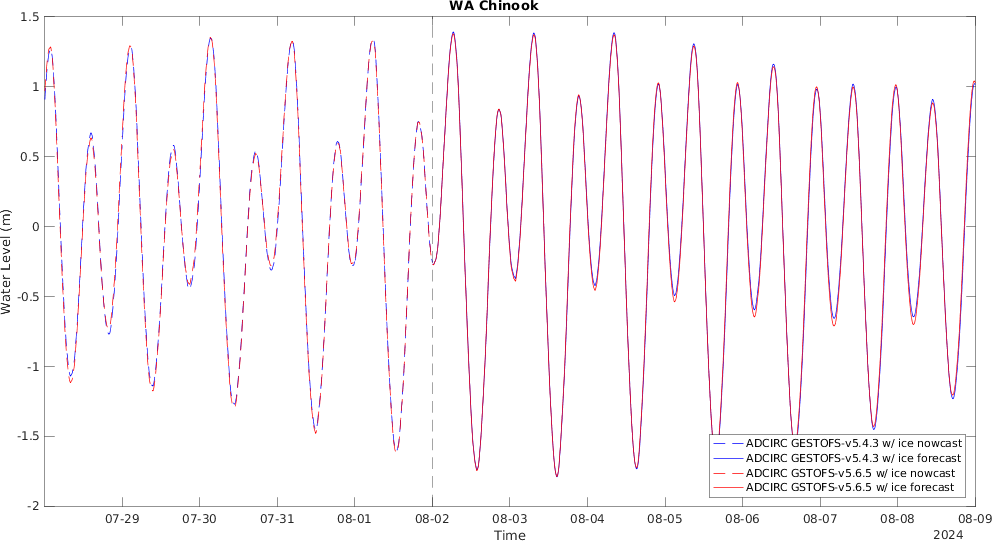 WA Chinook
1.5
1
0.5
0
-0.5
-1
-1.5
-2
Water Level (m)
ADCIRC GESTOFS-v5.4.3 w/ ice nowcast
ADCIRC GESTOFS-v5.4.3 w/ ice forecast
ADCIRC GSTOFS-v5.6.5 w/ ice nowcast
ADCIRC GSTOFS-v5.6.5 w/ ice forecast
07-29 07-30 07-31 08-01 08-02 08-03 08-04 08-05 08-06 08-07 08-08 08-09
Time
2024